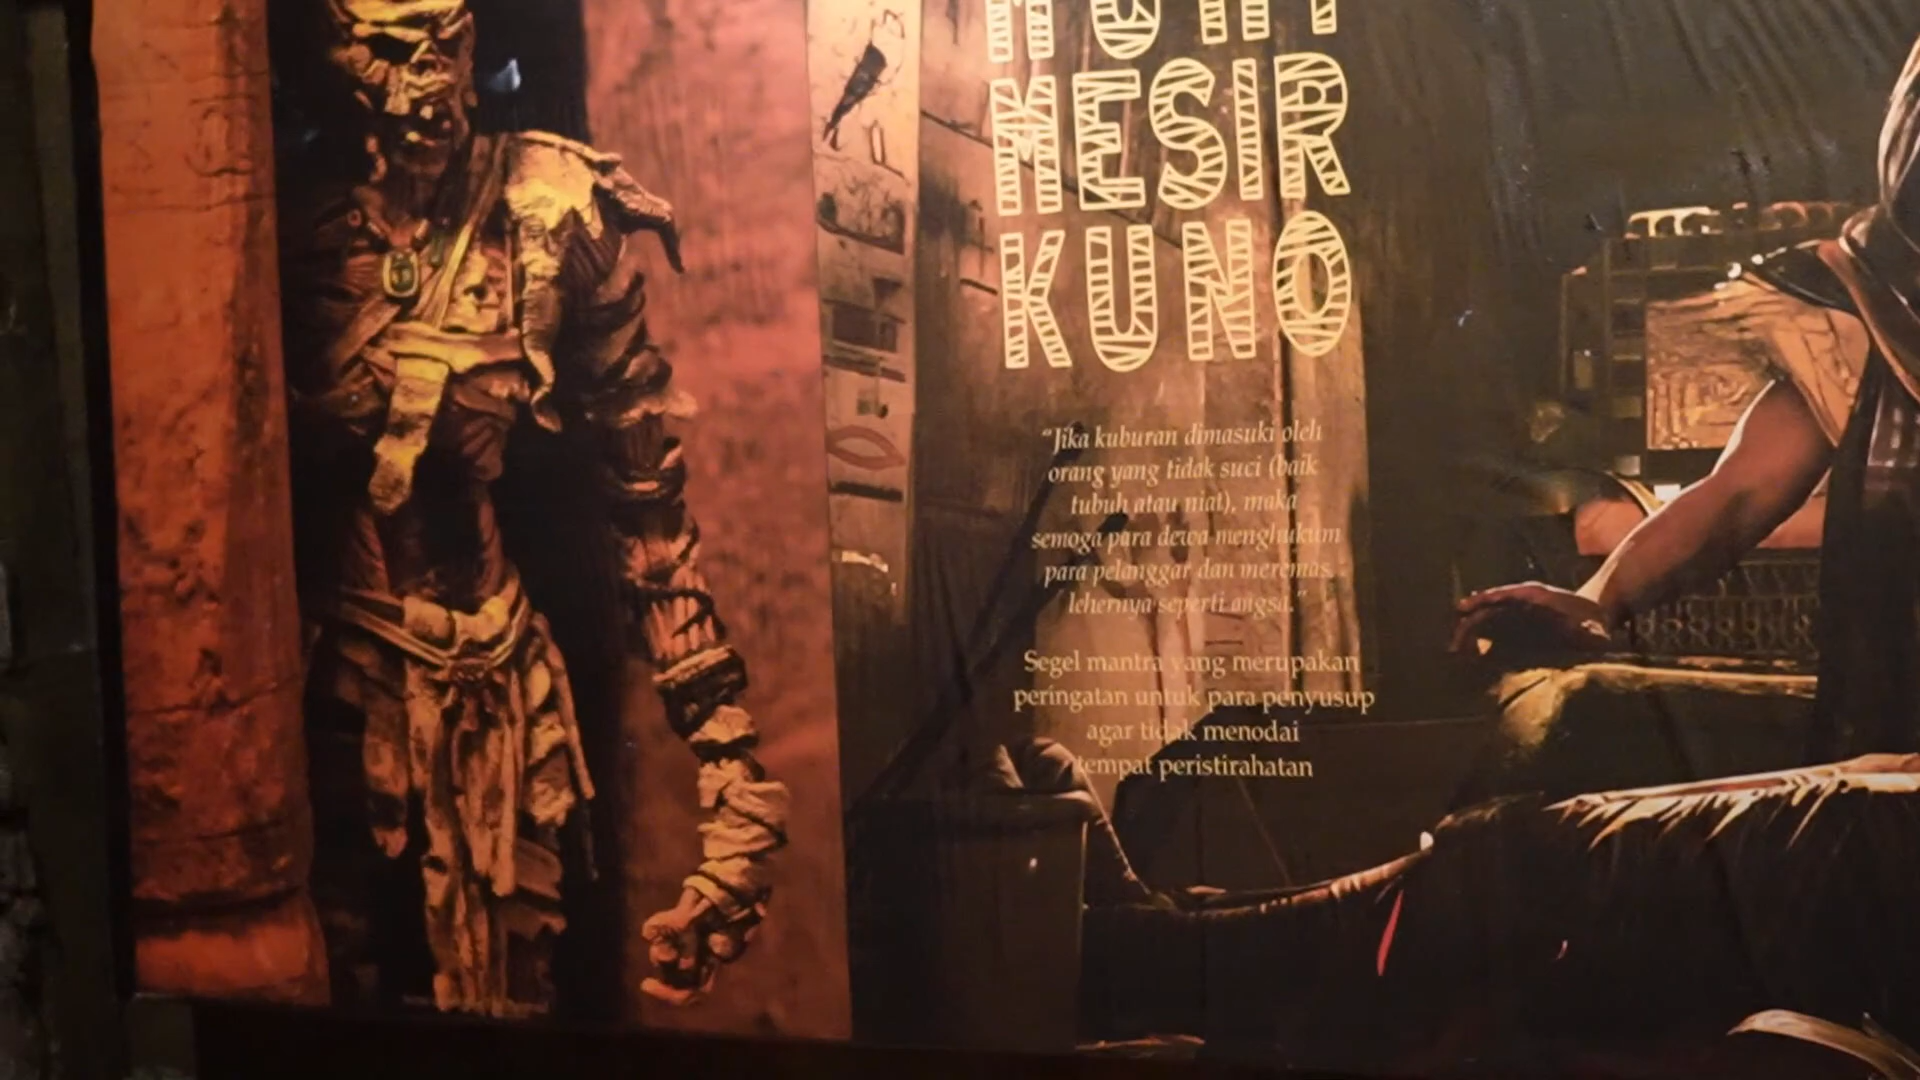 MESIR
KUNO
“Jika kuburan dimasuki oleh
orang yang tidak suci (baik
tubuh atau niat), maka
semoga para dewa menghukum
para pelanggar dan meremas
lehernya seperti angsa.”
Segel mantra yang merupakan
peringatan untuk para penyusup
agar tidak menodai
tempat peristirahatan